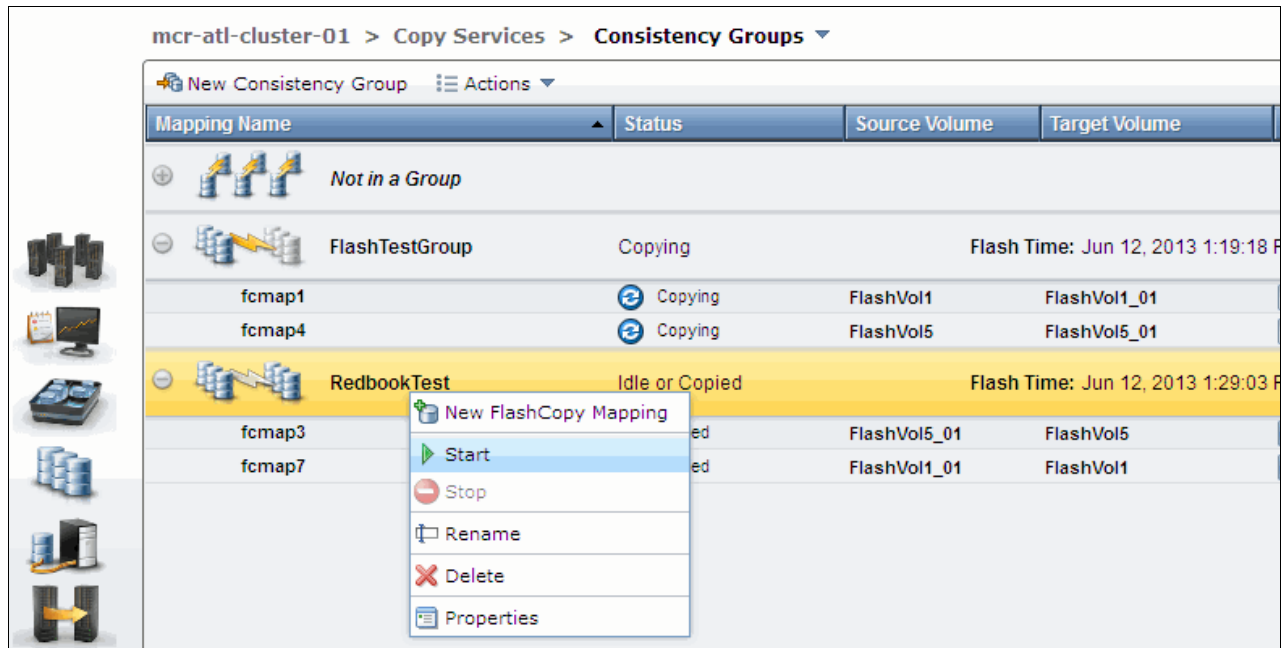 mcr-atl-cluster-01 > Copy Services > Consistency Groups
New Consistency Group Actions
Mapping Name Status Source Volume Target Volume
Not in a Group
FlashTestGroup Copying Flash Time: Jun 12, 2013 1:19:18
fcmap1 Copying FlashVol1 FlashVol1_01
fcmap4 Copying FlashVol5 FlashVol5_01
RedbookTest Idle or Copied Flash Time: Jun 12, 2013 1:29:03
New FlashCopy Mapping
fcmap3 ed FlashVol5_01 FlashVol5
Start
fcmap7 ed FlashVol1_01 FlashVol1
Stop
Rename
Delete
Properties